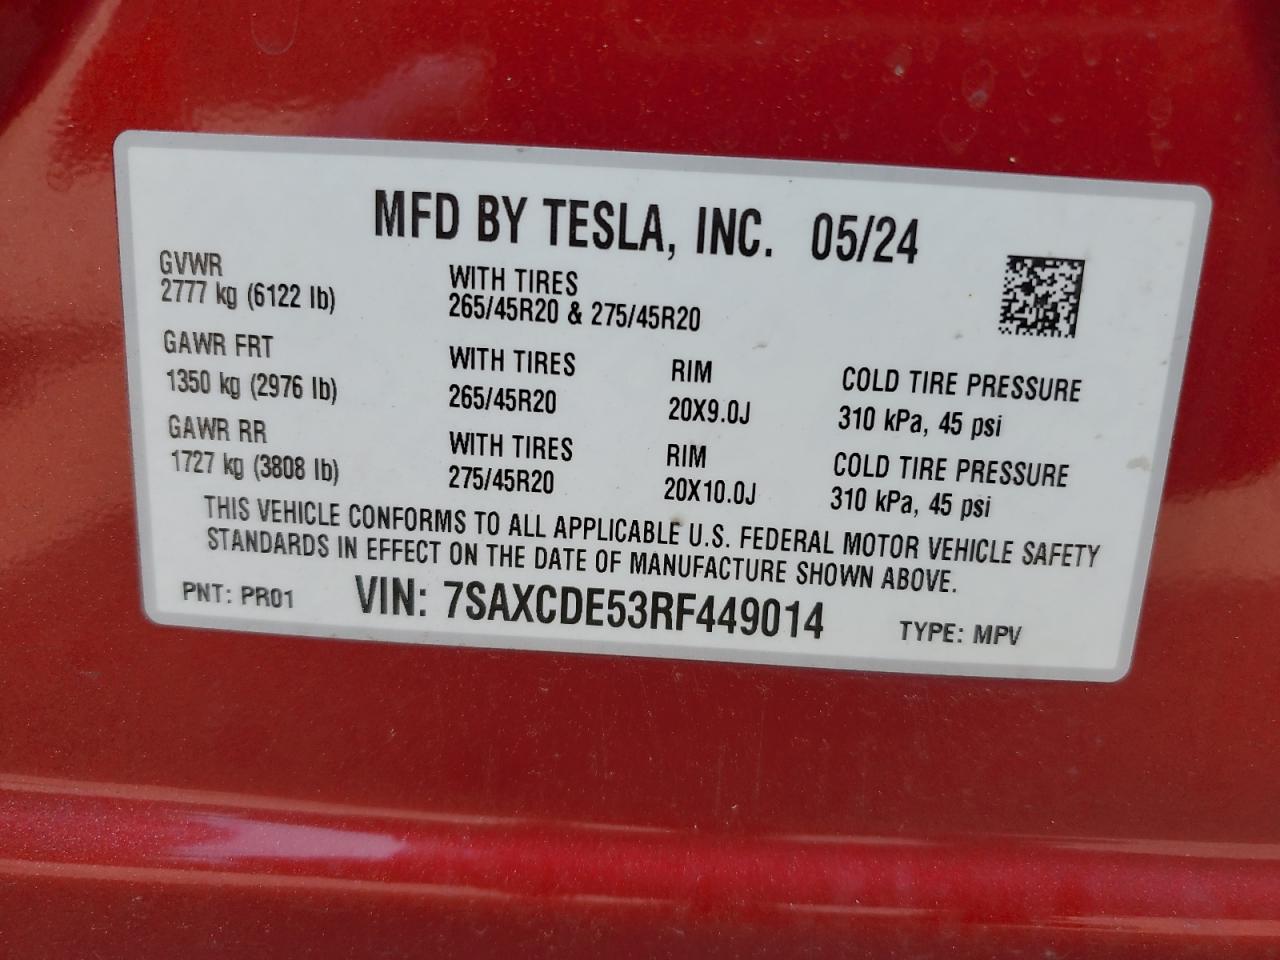 MFD BY TESLA, INC. 05/24
GVWR
2777 kg (6122 lb)
WITH TIRES
265/45R20 & 275/45R20
GAWR FRT
1350 kg (2976 lb)
WITH TIRES
265/45R20
RIM
20X9.0J
COLD TIRE PRESSURE
310 kPa, 45 psi
GAWR RR
1727 kg (3808 lb)
WITH TIRES
275/45R20
RIM
20X10.0J
COLD TIRE PRESSURE
310 kPa, 45 psi
THIS VEHICLE CONFORMS TO ALL APPLICABLE U.S. FEDERAL MOTOR VEHICLE SAFETY
STANDARDS IN EFFECT ON THE DATE OF MANUFACTURE SHOWN ABOVE.
PNT: PR01 VIN: 7SAXCDE53RF449014 TYPE: MPV